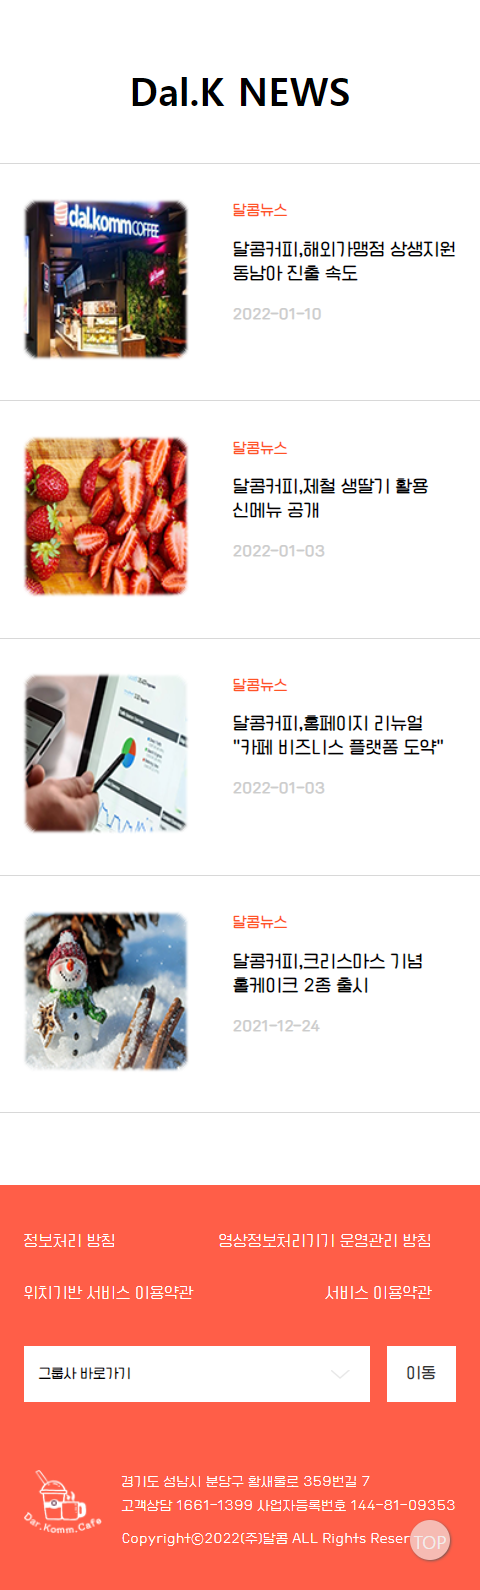 Dal.K NEWS
dal.komm COFFEE
달콤뉴스
달콤커피,해외가맹점 상생지원
동남아 진출 속도
2022-01-10
달콤뉴스
달콤커피,제철 생딸기 활용
신메뉴 공개
2022-01-03
달콤뉴스
달콤커피,홈페이지 리뉴얼
"카페 비즈니스 플랫폼 도약"
2022-01-03
달콤뉴스
달콤커피,크리스마스 기념
홀케이크 2종 출시
2021-12-24
정보처리 방침 영상정보처리기기 운영관리 방침
위치기반 서비스 이용약관 서비스 이용약관
그룹사 바로가기 이동
Dar.Komm.Cafe
경기도 성남시 분당구 황새울로 359번길 7
고객상담 1661-1399 사업자등록번호 144-81-09353
Copyrightⓒ2022(주)달콤 ALL Rights Reser
TOP